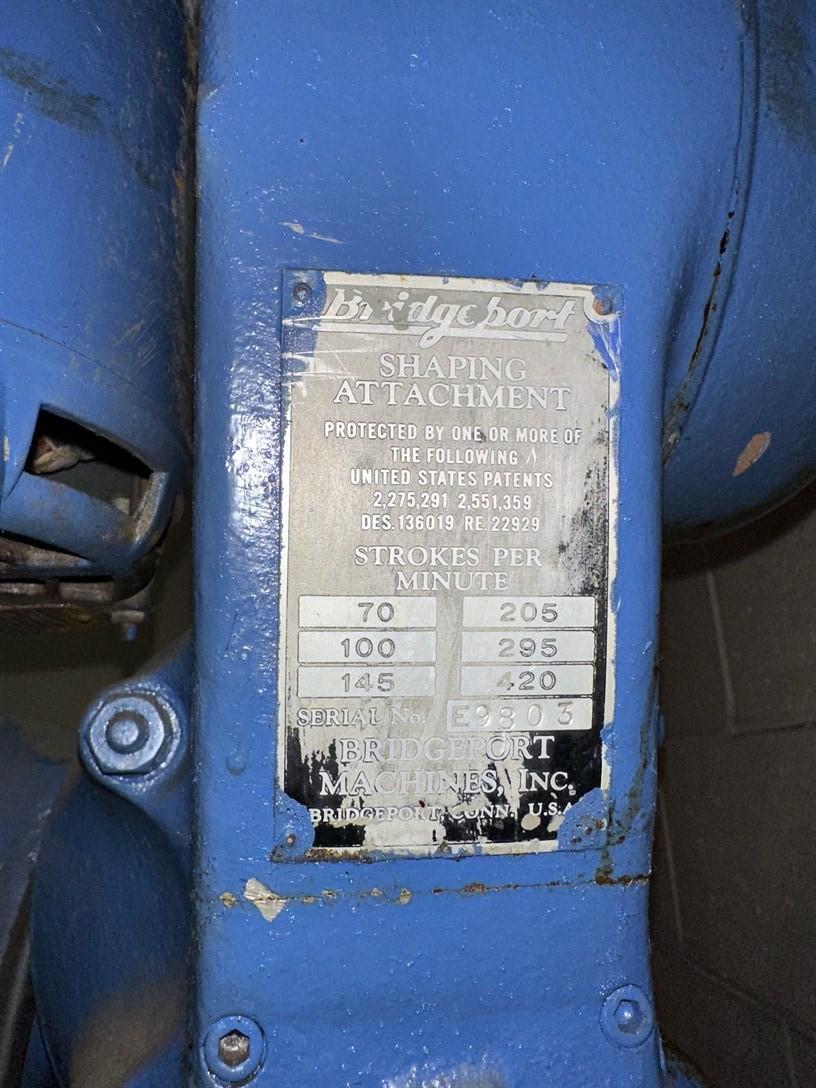 Bridgeport
SHAPING
ATTACHMENT
PROTECTED BY ONE OR MORE OF
THE FOLLOWING
UNITED STATES PATENTS
2,275,291 2,551,359
DES. 136019 RE. 22929
STROKES PER
MINUTE
70 205
100 295
145 420
SERIAL No. E9803
BRIDGEPORT
MACHINES, INC.
BRIDGEPORT, CONN., U.S.A.